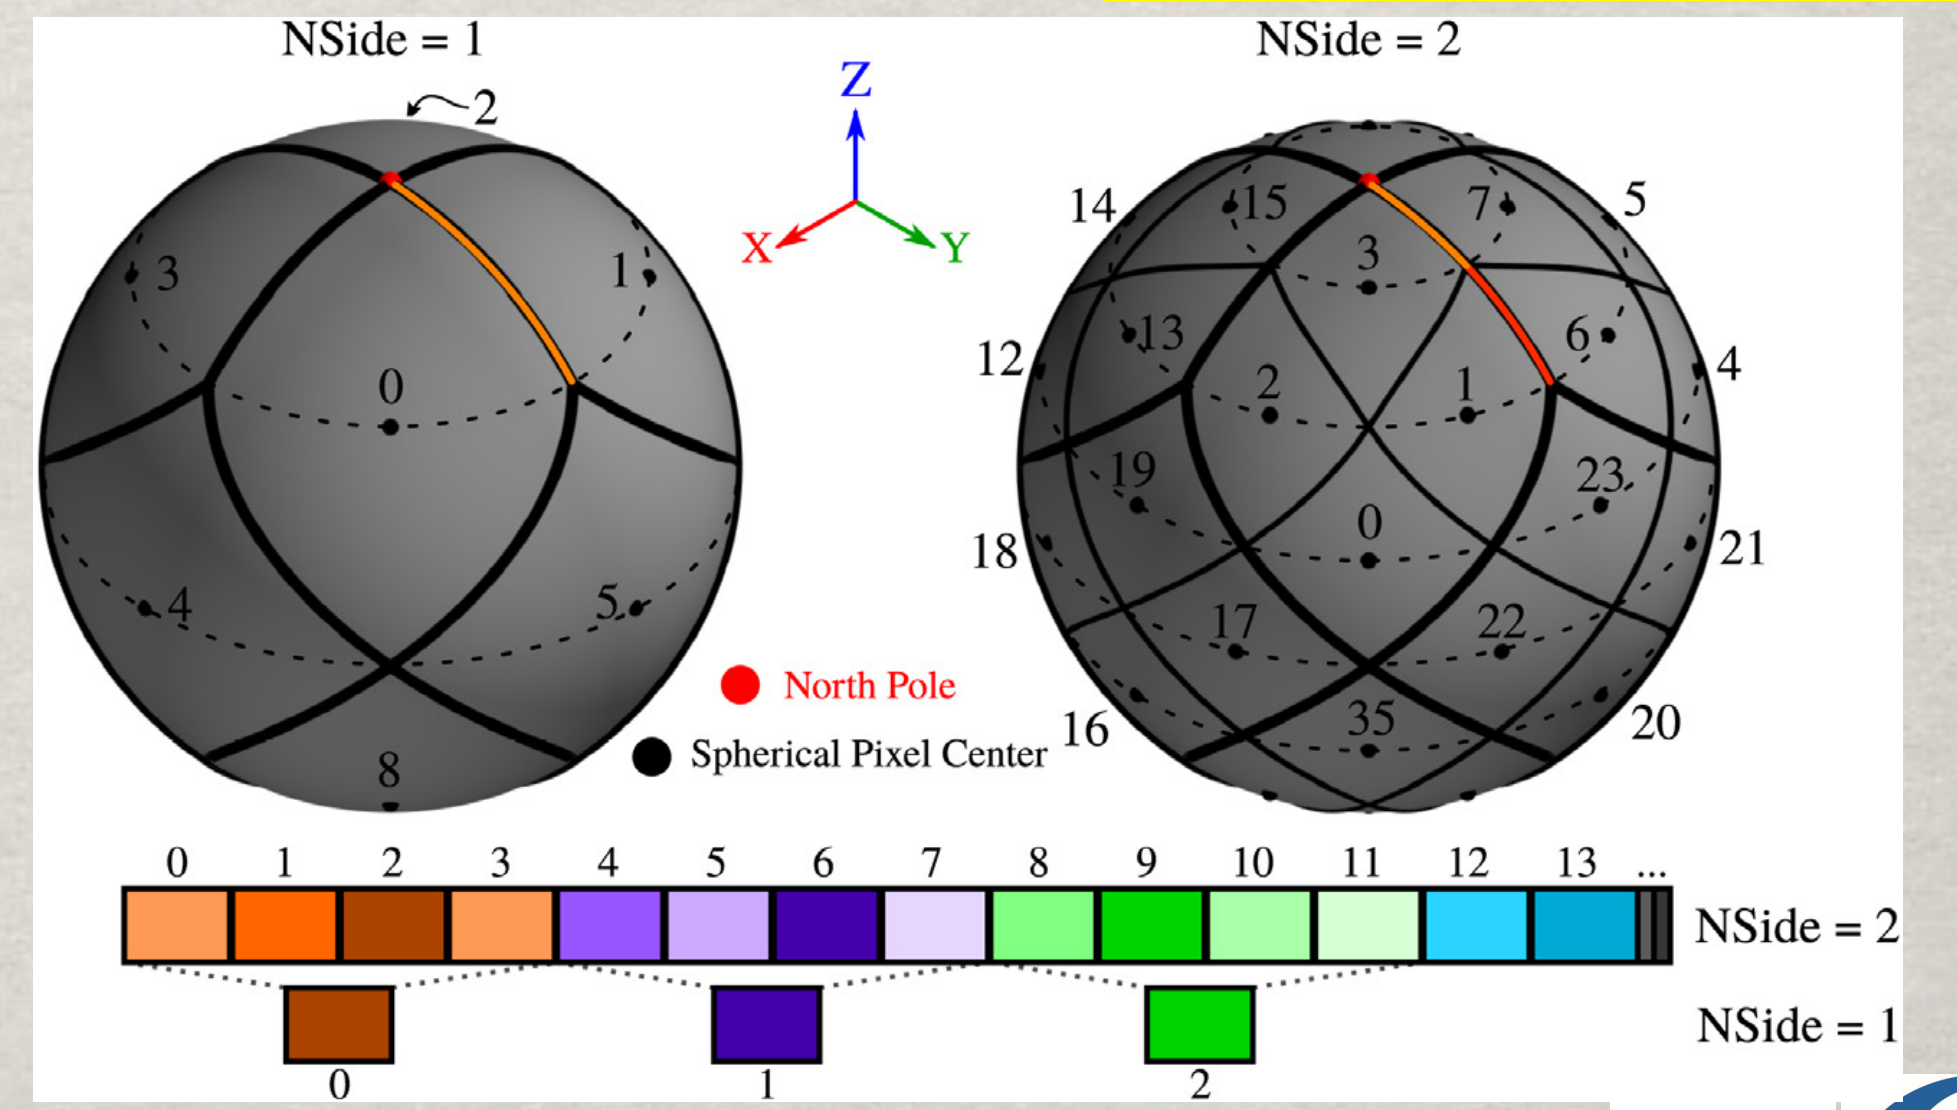 NSide = 1
NSide = 2
2
Z
X
Y
3
1
0
4
5
8
14
15
7
5
3
12
13
6
4
2
1
19
23
0
18
21
17
22
16
35
20
North Pole
Spherical Pixel Center
0 1 2 3 4 5 6 7 8 9 10 11 12 13 ...
NSide = 2
NSide = 1
0 1 2